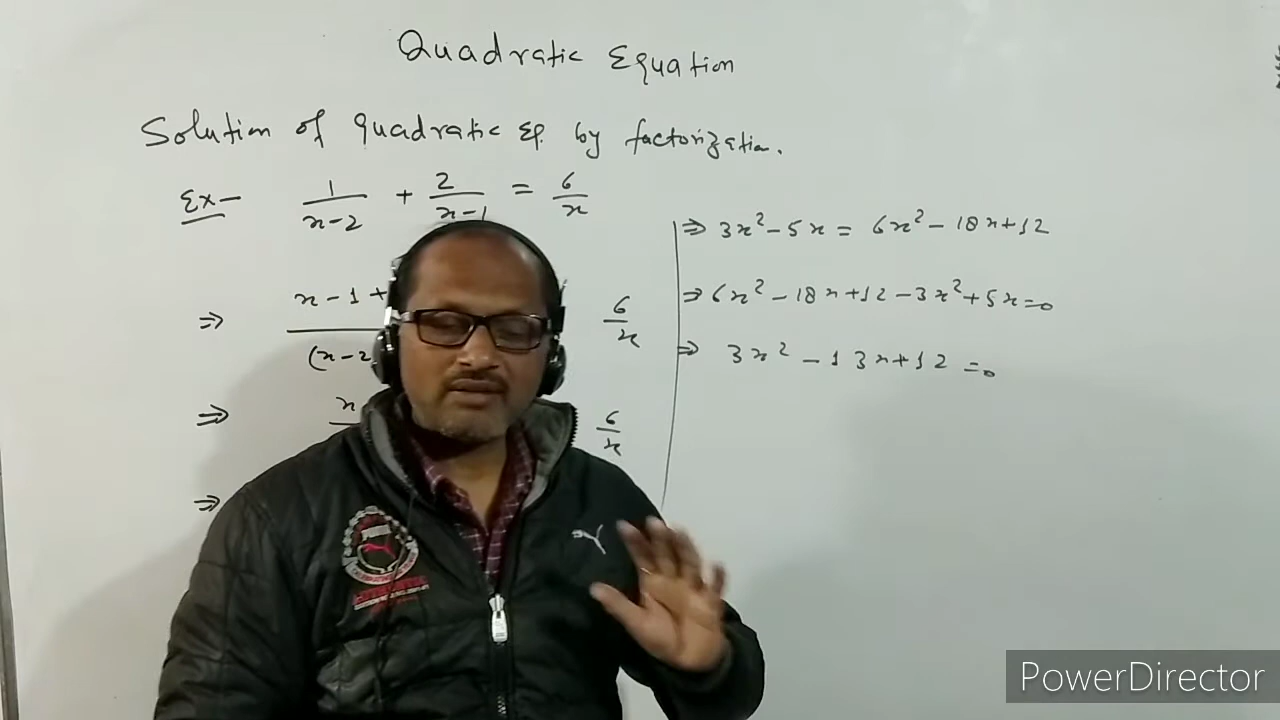 Quadratic Equation
Solution of quadratic Eq. by factorization.
Ex- 1/(x-2) + 2/(x-1) = 6/x
⇒ x-1+ 6/x
(x-2
⇒ x 6/x
⇒
⇒ 3x²-5x = 6x²-18x+12
⇒ 6x²-18x+12-3x²+5x=0
⇒ 3x²-13x+12=0
PowerDirector